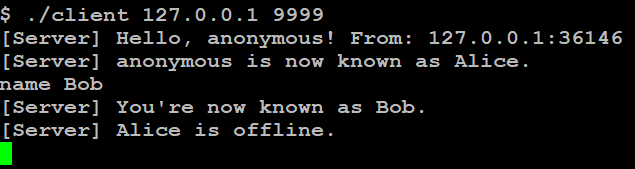 $ ./client 127.0.0.1 9999
[Server] Hello, anonymous! From: 127.0.0.1:36146
[Server] anonymous is now known as Alice.
name Bob
[Server] You're now known as Bob.
[Server] Alice is offline.